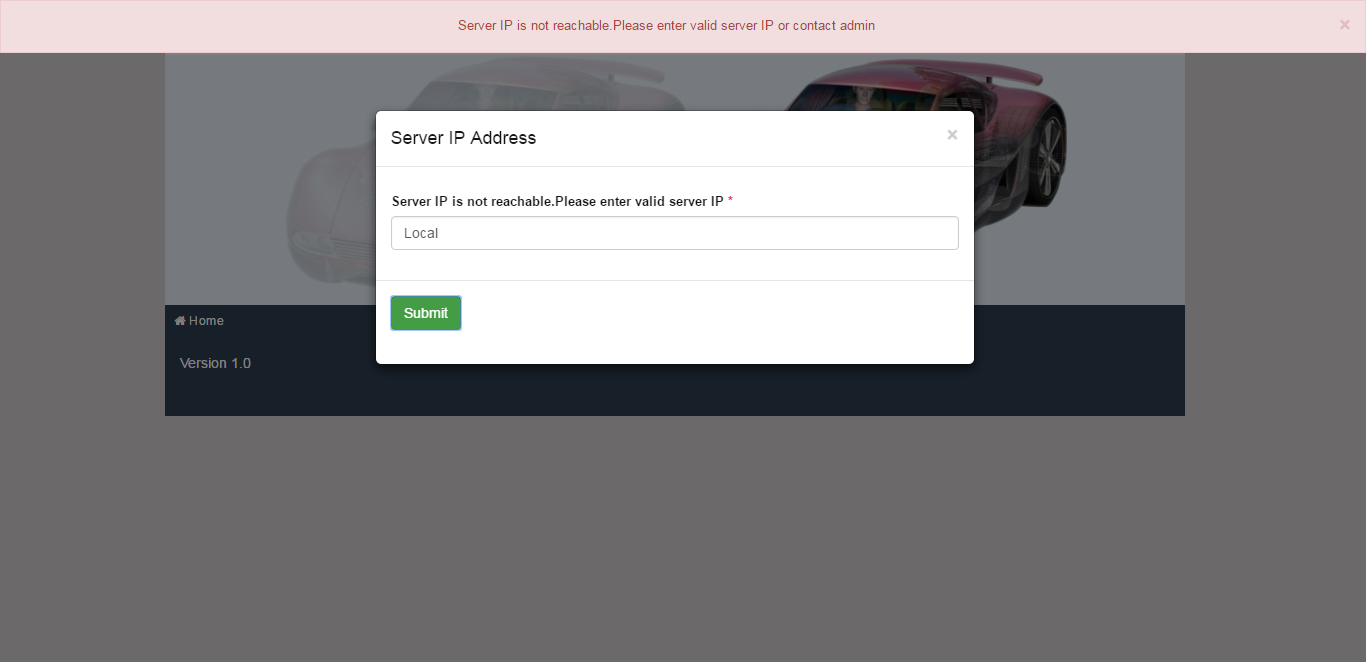 Server IP is not reachable.Please enter valid server IP or contact admin
×
Server IP Address
×
Server IP is not reachable.Please enter valid server IP *
Local
Submit
Home
Version 1.0